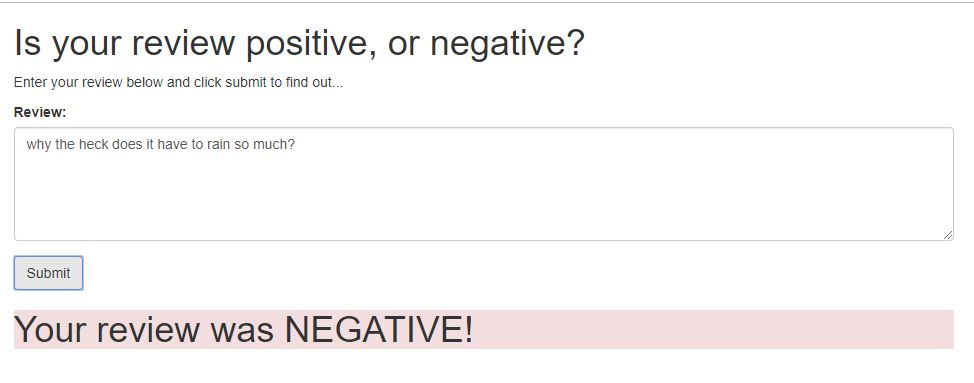 Is your review positive, or negative?
Enter your review below and click submit to find out...
Review:
why the heck does it have to rain so much?
Submit
Your review was NEGATIVE!